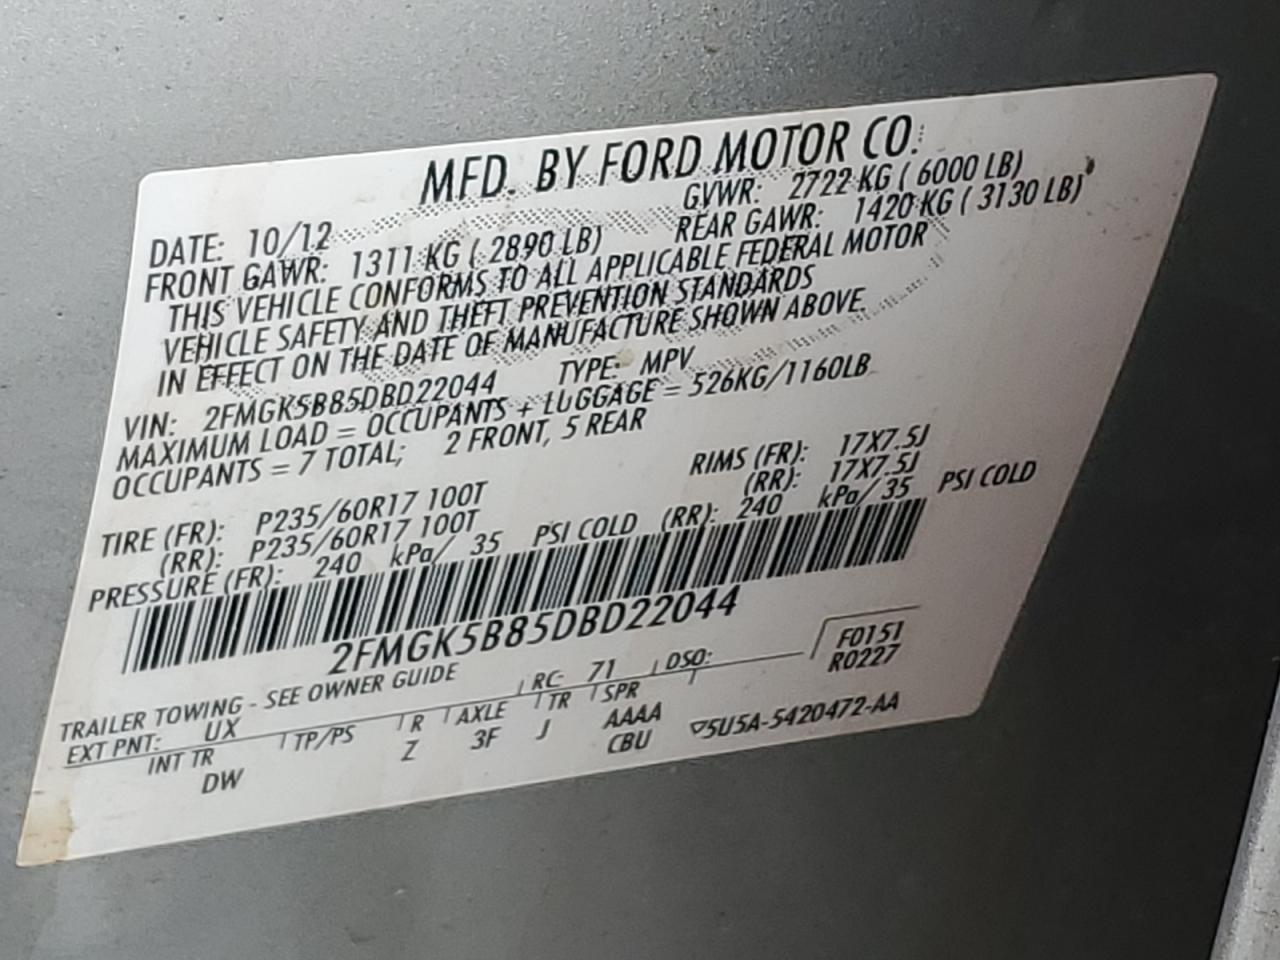 MFD. BY FORD MOTOR CO.
DATE: 10/12 GVWR: 2722 KG ( 6000 LB)
FRONT GAWR: 1311 KG ( 2890 LB) REAR GAWR: 1420 KG ( 3130 LB)
THIS VEHICLE CONFORMS TO ALL APPLICABLE FEDERAL MOTOR
VEHICLE SAFETY AND THEFT PREVENTION STANDARDS
IN EFFECT ON THE DATE OF MANUFACTURE SHOWN ABOVE.
VIN: 2FMGK5B85DBD22044 TYPE: MPV
MAXIMUM LOAD = OCCUPANTS + LUGGAGE = 526KG/1160LB
OCCUPANTS = 7 TOTAL; 2 FRONT, 5 REAR
TIRE (FR): P235/60R17 100T RIMS (FR): 17X7.5J
(RR): P235/60R17 100T (RR): 17X7.5J
PRESSURE (FR): 240 kPa/ 35 PSI COLD (RR): 240 kPa/ 35 PSI COLD
2FMGK5B85DBD22044
TRAILER TOWING - SEE OWNER GUIDE
F0151
R0227
EXT PNT: UX RC: 71 DSO:
INT TR TP/PS R AXLE TR SPR
DW Z 3F J AAAA
CBU
5U5A-5420472-AA